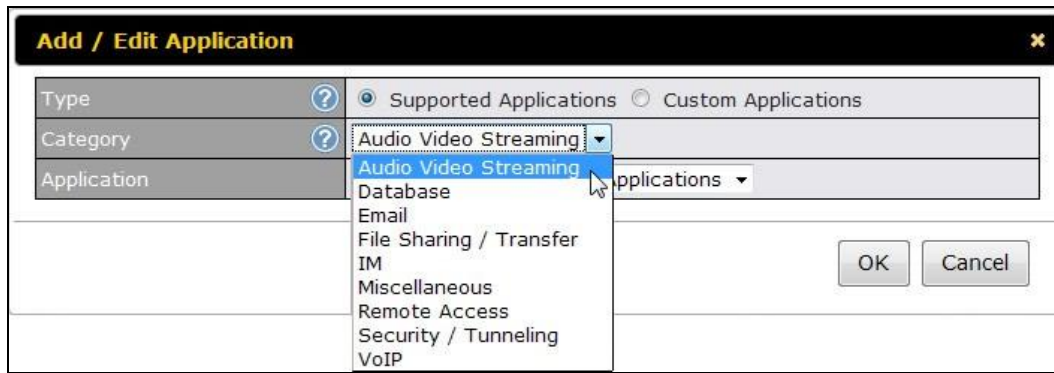 Add / Edit Application
Type ? Supported Applications Custom Applications
Category ? Audio Video Streaming
Application Applications
Audio Video Streaming
Database
Email
File Sharing / Transfer
IM
Miscellaneous
Remote Access
Security / Tunneling
VoIP
OK Cancel